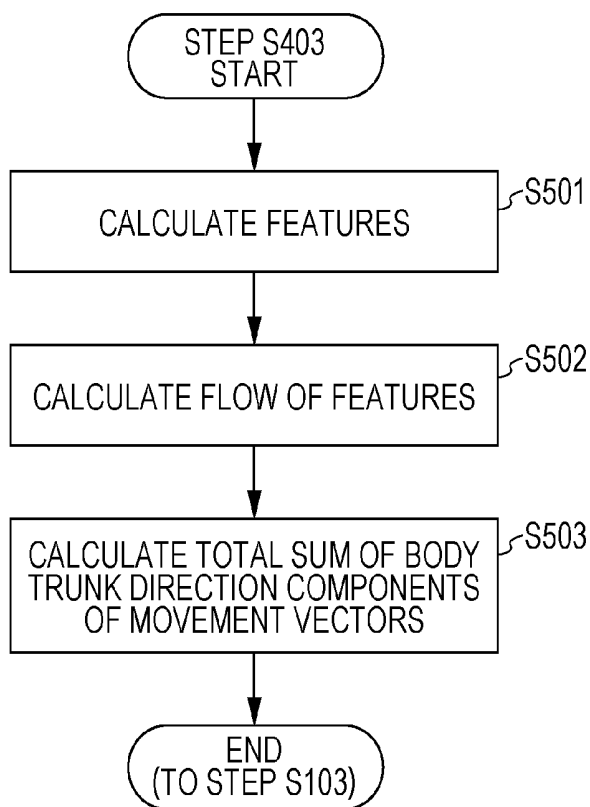 STEP S403
START
CALCULATE FEATURES
S501
CALCULATE FLOW OF FEATURES
S502
CALCULATE TOTAL SUM OF BODY
TRUNK DIRECTION COMPONENTS
OF MOVEMENT VECTORS
S503
END
(TO STEP S103)